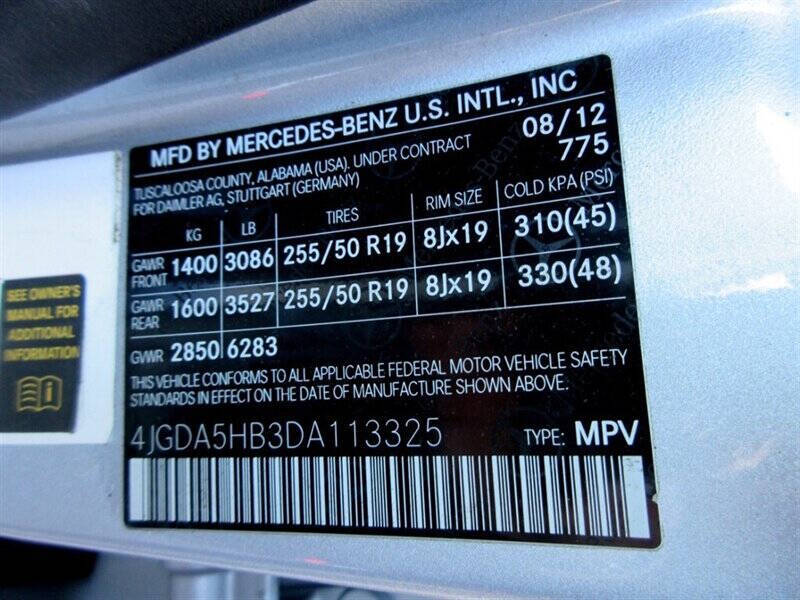 MFD BY MERCEDES-BENZ U.S. INTL., INC
TUSCALOOSA COUNTY, ALABAMA (USA). UNDER CONTRACT
FOR DAIMLER AG, STUTTGART (GERMANY)
08/12
775
KG LB TIRES RIM SIZE COLD KPA (PSI)
GAWR FRONT 1400 3086 255/50 R19 8Jx19 310(45)
GAWR REAR 1600 3527 255/50 R19 8Jx19 330(48)
GVWR 2850 6283
THIS VEHICLE CONFORMS TO ALL APPLICABLE FEDERAL MOTOR VEHICLE SAFETY
STANDARDS IN EFFECT ON THE DATE OF MANUFACTURE SHOWN ABOVE.
4JGDA5HB3DA113325 TYPE: MPV
SEE OWNER'S
MANUAL FOR
ADDITIONAL
INFORMATION